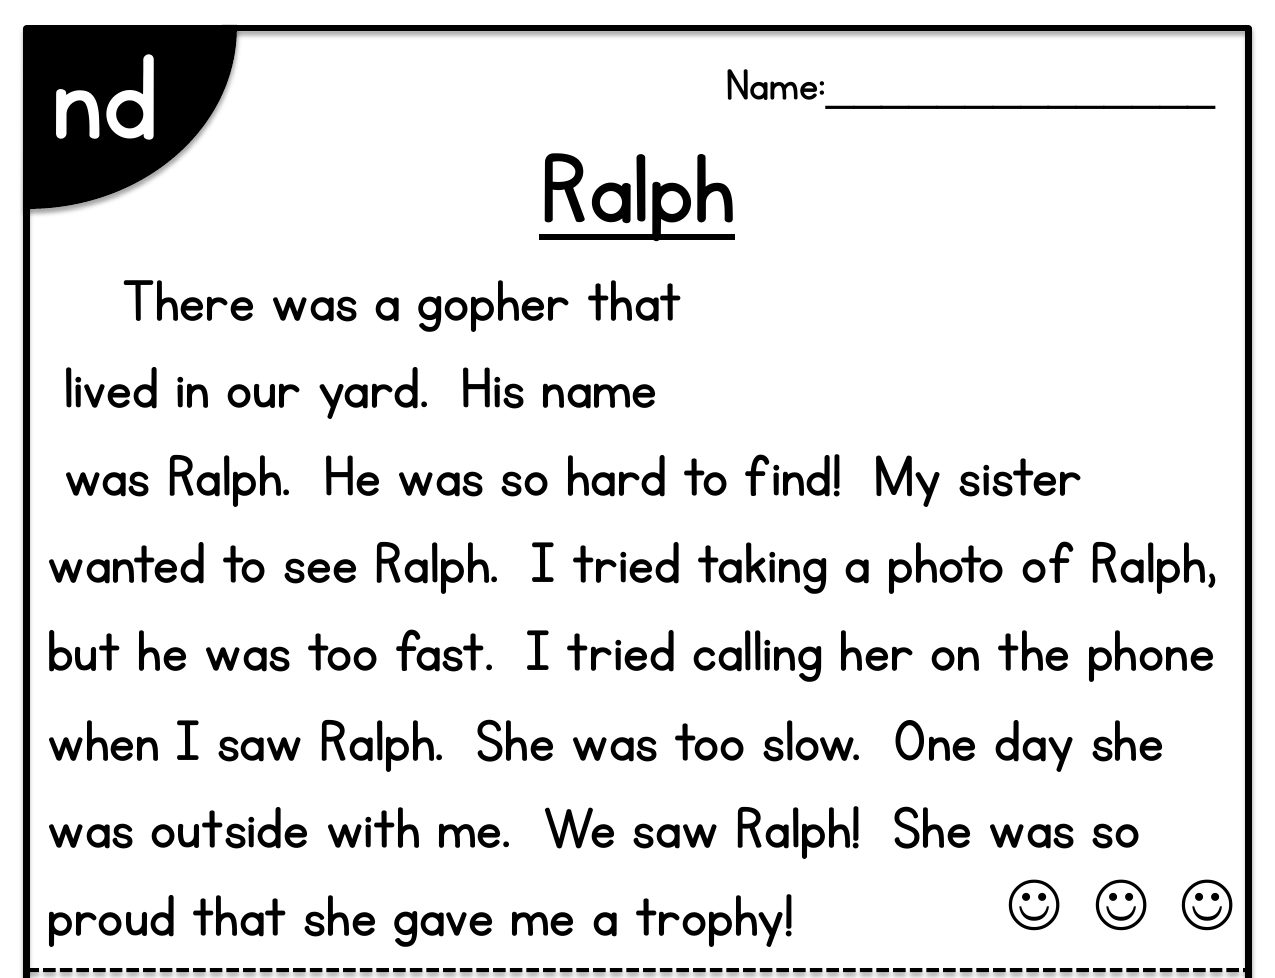 nd
Name:
Ralph
There was a gopher that
lived in our yard. His name
was Ralph. He was so hard to find! My sister
wanted to see Ralph. I tried taking a photo of Ralph,
but he was too fast. I tried calling her on the phone
when I saw Ralph. She was too slow. One day she
was outside with me. We saw Ralph! She was so
proud that she gave me a trophy!